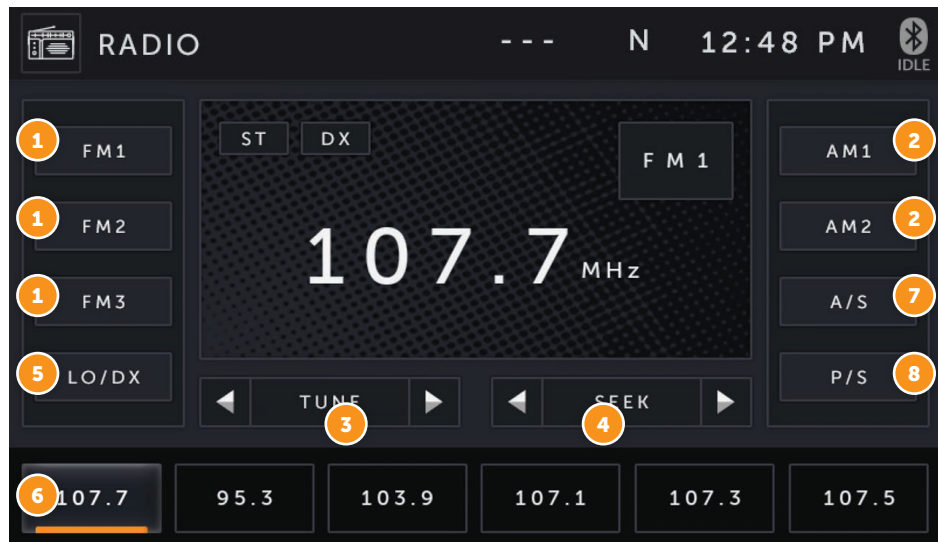 RADIO --- N 12:48 PM
IDLE
1 FM1
ST DX
FM1
AM1 2
1 FM2
AM2 2
107.7 MHz
1 FM3
A/S 7
5 LO/DX
P/S 8
TUNE
SEEK
3
4
6 107.7 95.3 103.9 107.1 107.3 107.5